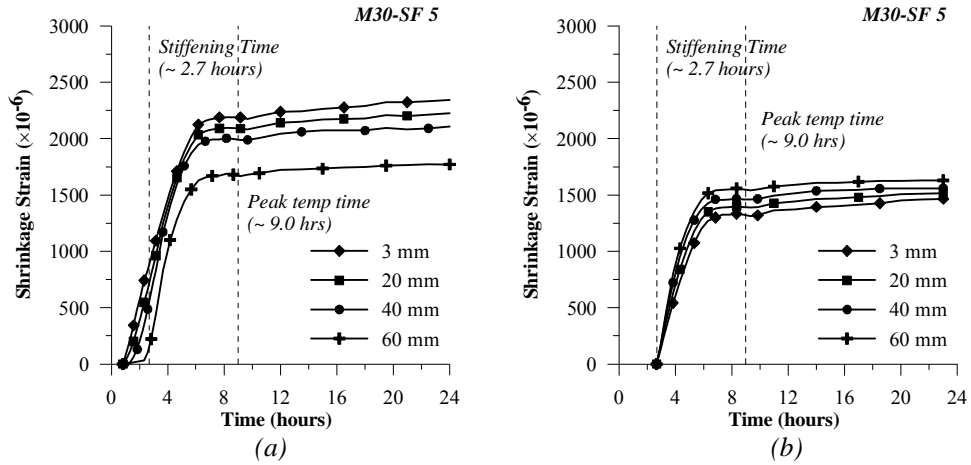 M30-SF 5
3000
2500
2000
1500
1000
500
0
Shrinkage Strain (×10-6)
Stiffening Time
(~ 2.7 hours)
Peak temp time
(~ 9.0 hrs)
3 mm
20 mm
40 mm
60 mm
0 4 8 12 16 20 24
Time (hours)
(a)
M30-SF 5
3000
2500
2000
1500
1000
500
0
Shrinkage Strain (×10-6)
Stiffening Time
(~ 2.7 hours)
Peak temp time
(~ 9.0 hrs)
3 mm
20 mm
40 mm
60 mm
0 4 8 12 16 20 24
Time (hours)
(b)